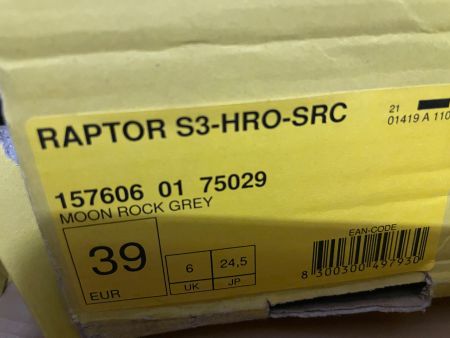 21
01419 A 110
RAPTOR S3-HRO-SRC
157606 01 75029
MOON ROCK GREY
39
EUR
6
UK
24,5
JP
EAN-CODE
8 300300 497930